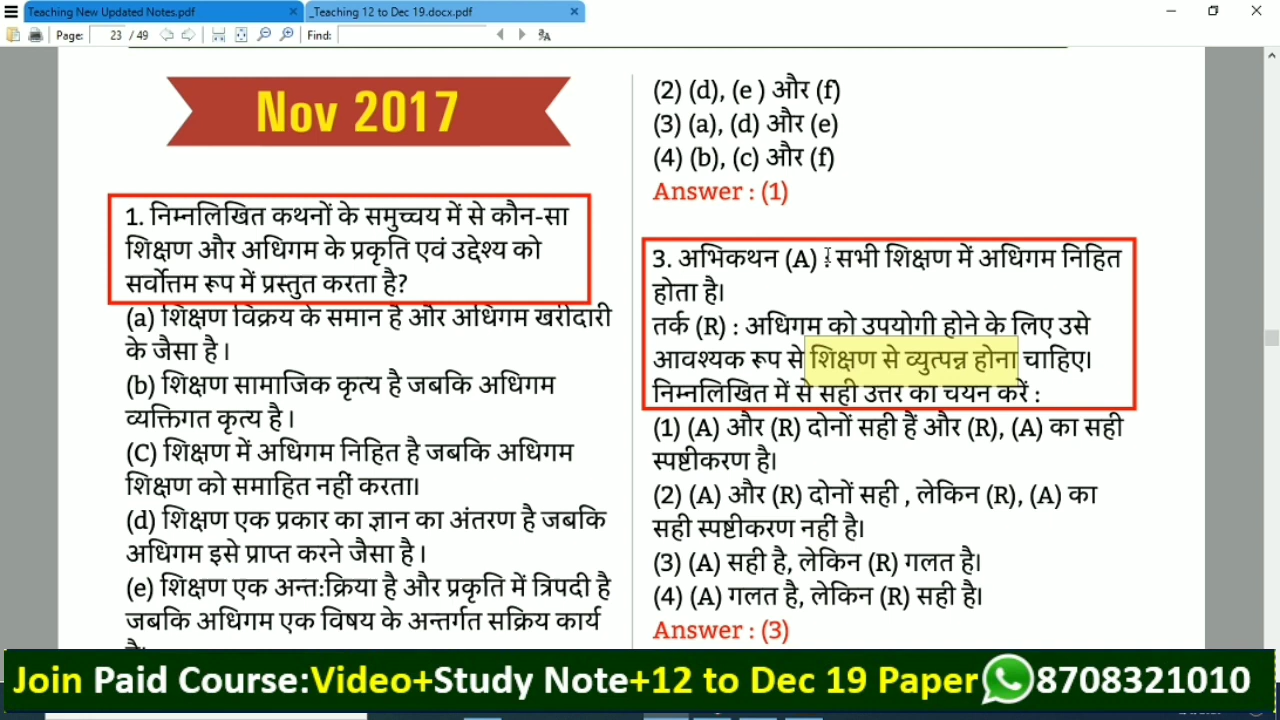 Teaching New Updated Notes.pdf
_Teaching 12 to Dec 19.docx.pdf
Page: 23 / 49 Find:
Nov 2017
1. निम्नलिखित कथनों के समुच्चय में से कौन-सा
शिक्षण और अधिगम के प्रकृति एवं उद्देश्य को
सर्वोत्तम रूप में प्रस्तुत करता है?
(a) शिक्षण विक्रय के समान है और अधिगम खरीदारी
के जैसा है ।
(b) शिक्षण सामाजिक कृत्य है जबकि अधिगम
व्यक्तिगत कृत्य है ।
(C) शिक्षण में अधिगम निहित है जबकि अधिगम
शिक्षण को समाहित नहीं करता।
(d) शिक्षण एक प्रकार का ज्ञान का अंतरण है जबकि
अधिगम इसे प्राप्त करने जैसा है ।
(e) शिक्षण एक अन्त:क्रिया है और प्रकृति में त्रिपदी है
जबकि अधिगम एक विषय के अन्तर्गत सक्रिय कार्य
(2) (d), (e ) और (f)
(3) (a), (d) और (e)
(4) (b), (c) और (f)
Answer : (1)
3. अभिकथन (A) : सभी शिक्षण में अधिगम निहित
होता है।
तर्क (R) : अधिगम को उपयोगी होने के लिए उसे
आवश्यक रूप से शिक्षण से व्युत्पन्न होना चाहिए।
निम्नलिखित में से सही उत्तर का चयन करें :
(1) (A) और (R) दोनों सही हैं और (R), (A) का सही
स्पष्टीकरण है।
(2) (A) और (R) दोनों सही , लेकिन (R), (A) का
सही स्पष्टीकरण नहीं है।
(3) (A) सही है, लेकिन (R) गलत है।
(4) (A) गलत है, लेकिन (R) सही है।
Answer : (3)
Join Paid Course:Video+Study Note+12 to Dec 19 Paper 8708321010